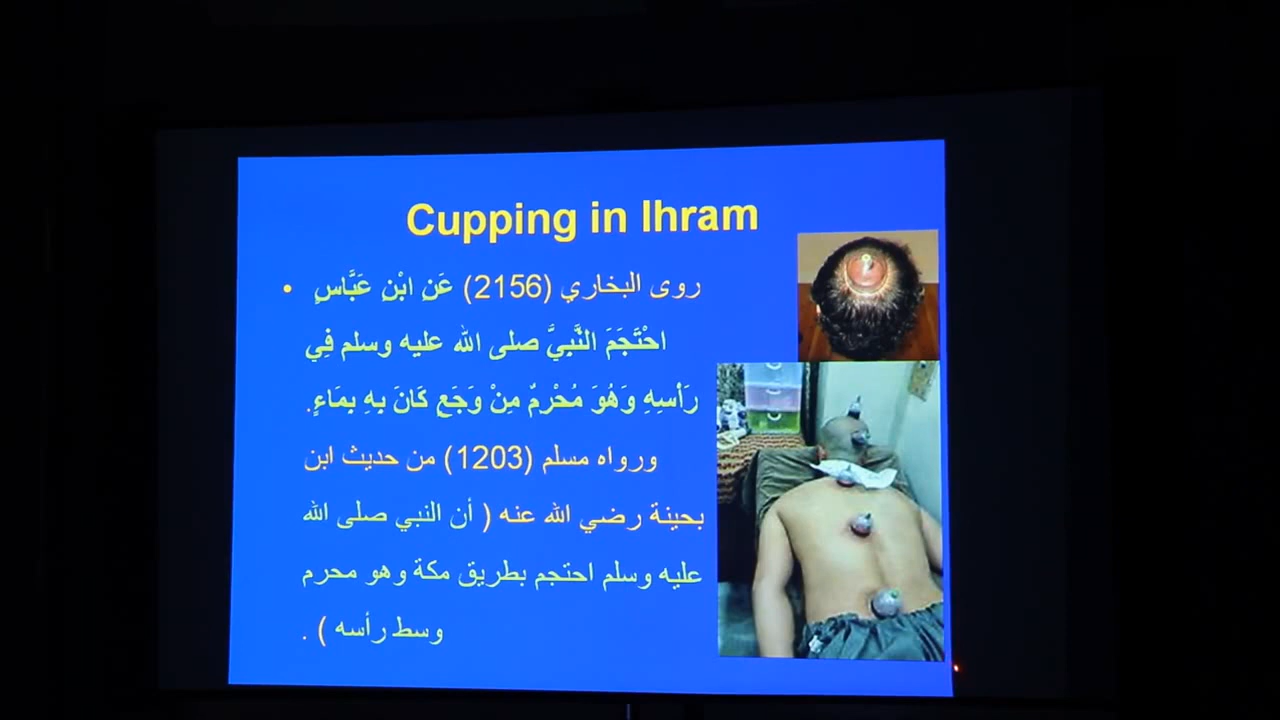 Cupping in Ihram
• روى البخاري (2156) عَنِ ابْنِ عَبَّاسٍ
احْتَجَمَ النَّبِيَّ صلى الله عليه وسلم فِي
رَأْسِهِ وَهُوَ مُحْرِمٌ مِنْ وَجَعٍ كَانَ بِهِ بِمَاءٍ.
ورواه مسلم (1203) من حديث ابن
بحينة رضي الله عنه ( أن النبي صلى الله
عليه وسلم احتجم بطريق مكة وهو محرم
وسط رأسه ) .